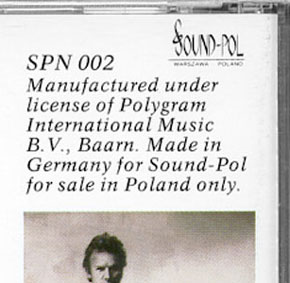 SOUND-POL
WARSZAWA POLAND
SPN 002
Manufactured under
license of Polygram
International Music
B.V., Baarn. Made in
Germany for Sound-Pol
for sale in Poland only.